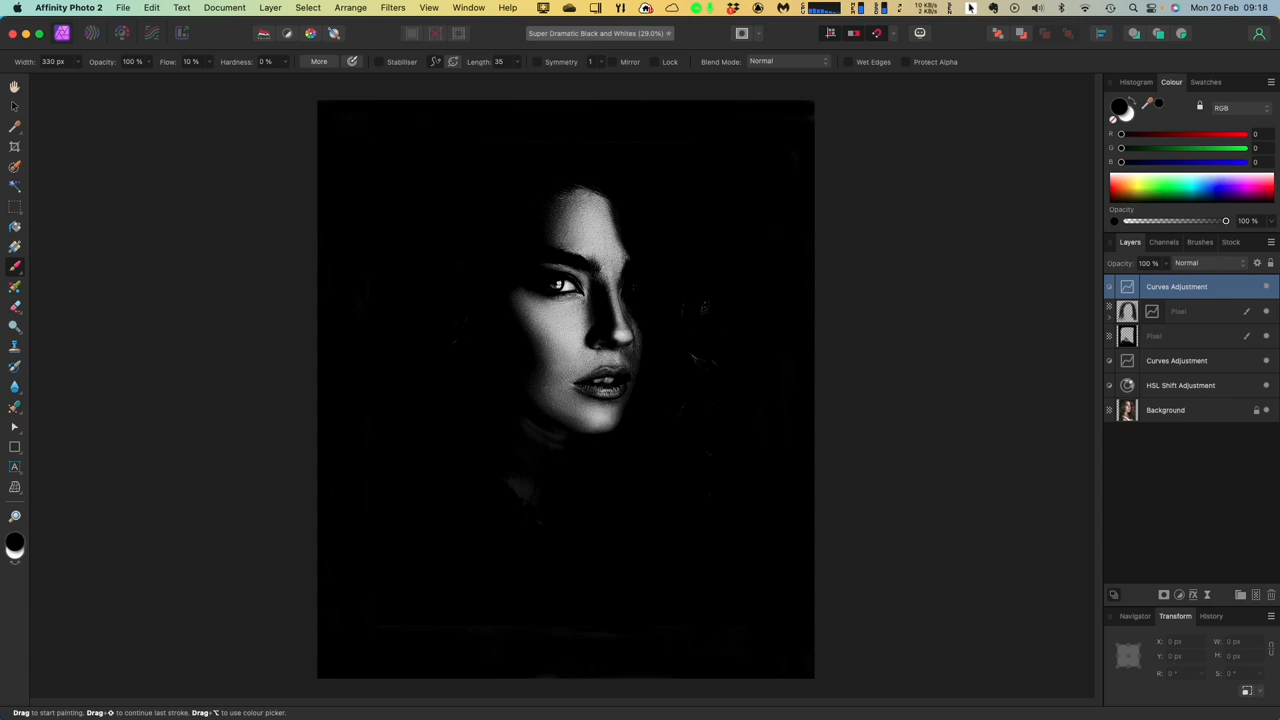 Affinity Photo 2 File Edit Text Document Layer Select Arrange Filters View Window Help 10 KB/s 2 KB/s Mon 20 Feb 09:18
Super Dramatic Black and Whites (29.0%)
Width: 330 px Opacity: 100 % Flow: 10 % Hardness: 0 % More Stabiliser Length: 35 Symmetry 1 Mirror Lock Blend Mode: Normal Wet Edges Protect Alpha
Histogram Colour Swatches
RGB
R 0
G 0
B 0
Opacity
100 %
Layers Channels Brushes Stock
Opacity: 100 % Normal
Curves Adjustment
Pixel
Pixel
Curves Adjustment
HSL Shift Adjustment
Background
Navigator Transform History
X: 0 px W: 0 px
Y: 0 px H: 0 px
R: 0 ° S: 0 °
Drag to start painting. Drag+⇧ to continue last stroke. Drag+⌥ to use colour picker.